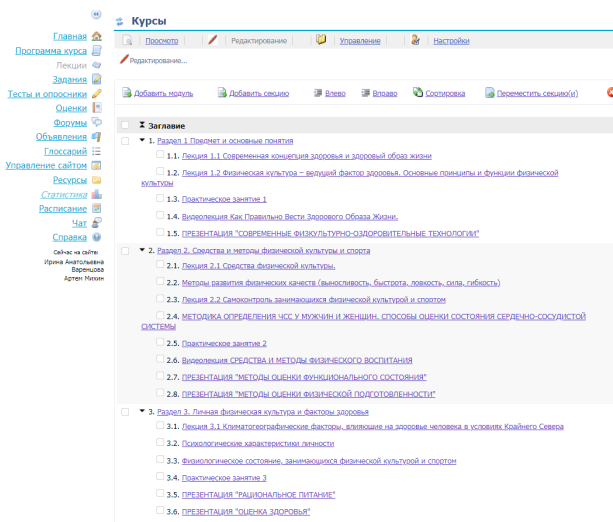 Курсы
Главная
Программа курса
Лекции
Задания
Тесты и опросники
Оценки
Форумы
Объявления
Глоссарий
Управление сайтом
Ресурсы
Статистика
Расписание
Чат
Справка
Сейчас на сайте:
Ирина Анатольевна
Варенцова
Артем Михин
Просмотр Редактирование Управление Настройки
Редактирование...
Добавить модуль Добавить секцию Влево Вправо Сортировка Переместить секцию(и)
Заглавие
1. Раздел 1 Предмет и основные понятия
1.1. Лекция 1.1 Современная концепция здоровья и здоровый образ жизни
1.2. Лекция 1.2 Физическая культура – ведущий фактор здоровья. Основные принципы и функции физической
культуры
1.3. Практическое занятие 1
1.4. Видеолекция Как Правильно Вести Здорового Образа Жизни.
1.5. ПРЕЗЕНТАЦИЯ "СОВРЕМЕННЫЕ ФИЗКУЛЬТУРНО-ОЗДОРОВИТЕЛЬНЫЕ ТЕХНОЛОГИИ"
2. Раздел 2. Средства и методы физической культуры и спорта
2.1. Лекция 2.1 Средства физической культуры.
2.2. Методы развития физических качеств (выносливость, быстрота, ловкость, сила, гибкость)
2.3. Лекция 2.2 Самоконтроль занимающихся физической культурой и спортом
2.4. МЕТОДИКА ОПРЕДЕЛЕНИЯ ЧСС У МУЖЧИН И ЖЕНЩИН. СПОСОБЫ ОЦЕНКИ СОСТОЯНИЯ СЕРДЕЧНО-СОСУДИСТОЙ
СИСТЕМЫ
2.5. Практическое занятие 2
2.6. Видеолекция СРЕДСТВА И МЕТОДЫ ФИЗИЧЕСКОГО ВОСПИТАНИЯ
2.7. ПРЕЗЕНТАЦИЯ "МЕТОДЫ ОЦЕНКИ ФУНКЦИОНАЛЬНОГО СОСТОЯНИЯ"
2.8. ПРЕЗЕНТАЦИЯ "МЕТОДЫ ОЦЕНКИ ФИЗИЧЕСКОЙ ПОДГОТОВЛЕННОСТИ"
3. Раздел 3. Личная физическая культура и факторы здоровья
3.1. Лекция 3.1 Климатогеографические факторы, влияющие на здоровье человека в условиях Крайнего Севера
3.2. Психологические характеристики личности
3.3. Физиологическое состояние, занимающихся физической культурой и спортом
3.4. Практическое занятие 3
3.5. ПРЕЗЕНТАЦИЯ "РАЦИОНАЛЬНОЕ ПИТАНИЕ"
3.6. ПРЕЗЕНТАЦИЯ "ОЦЕНКА ЗДОРОВЬЯ"